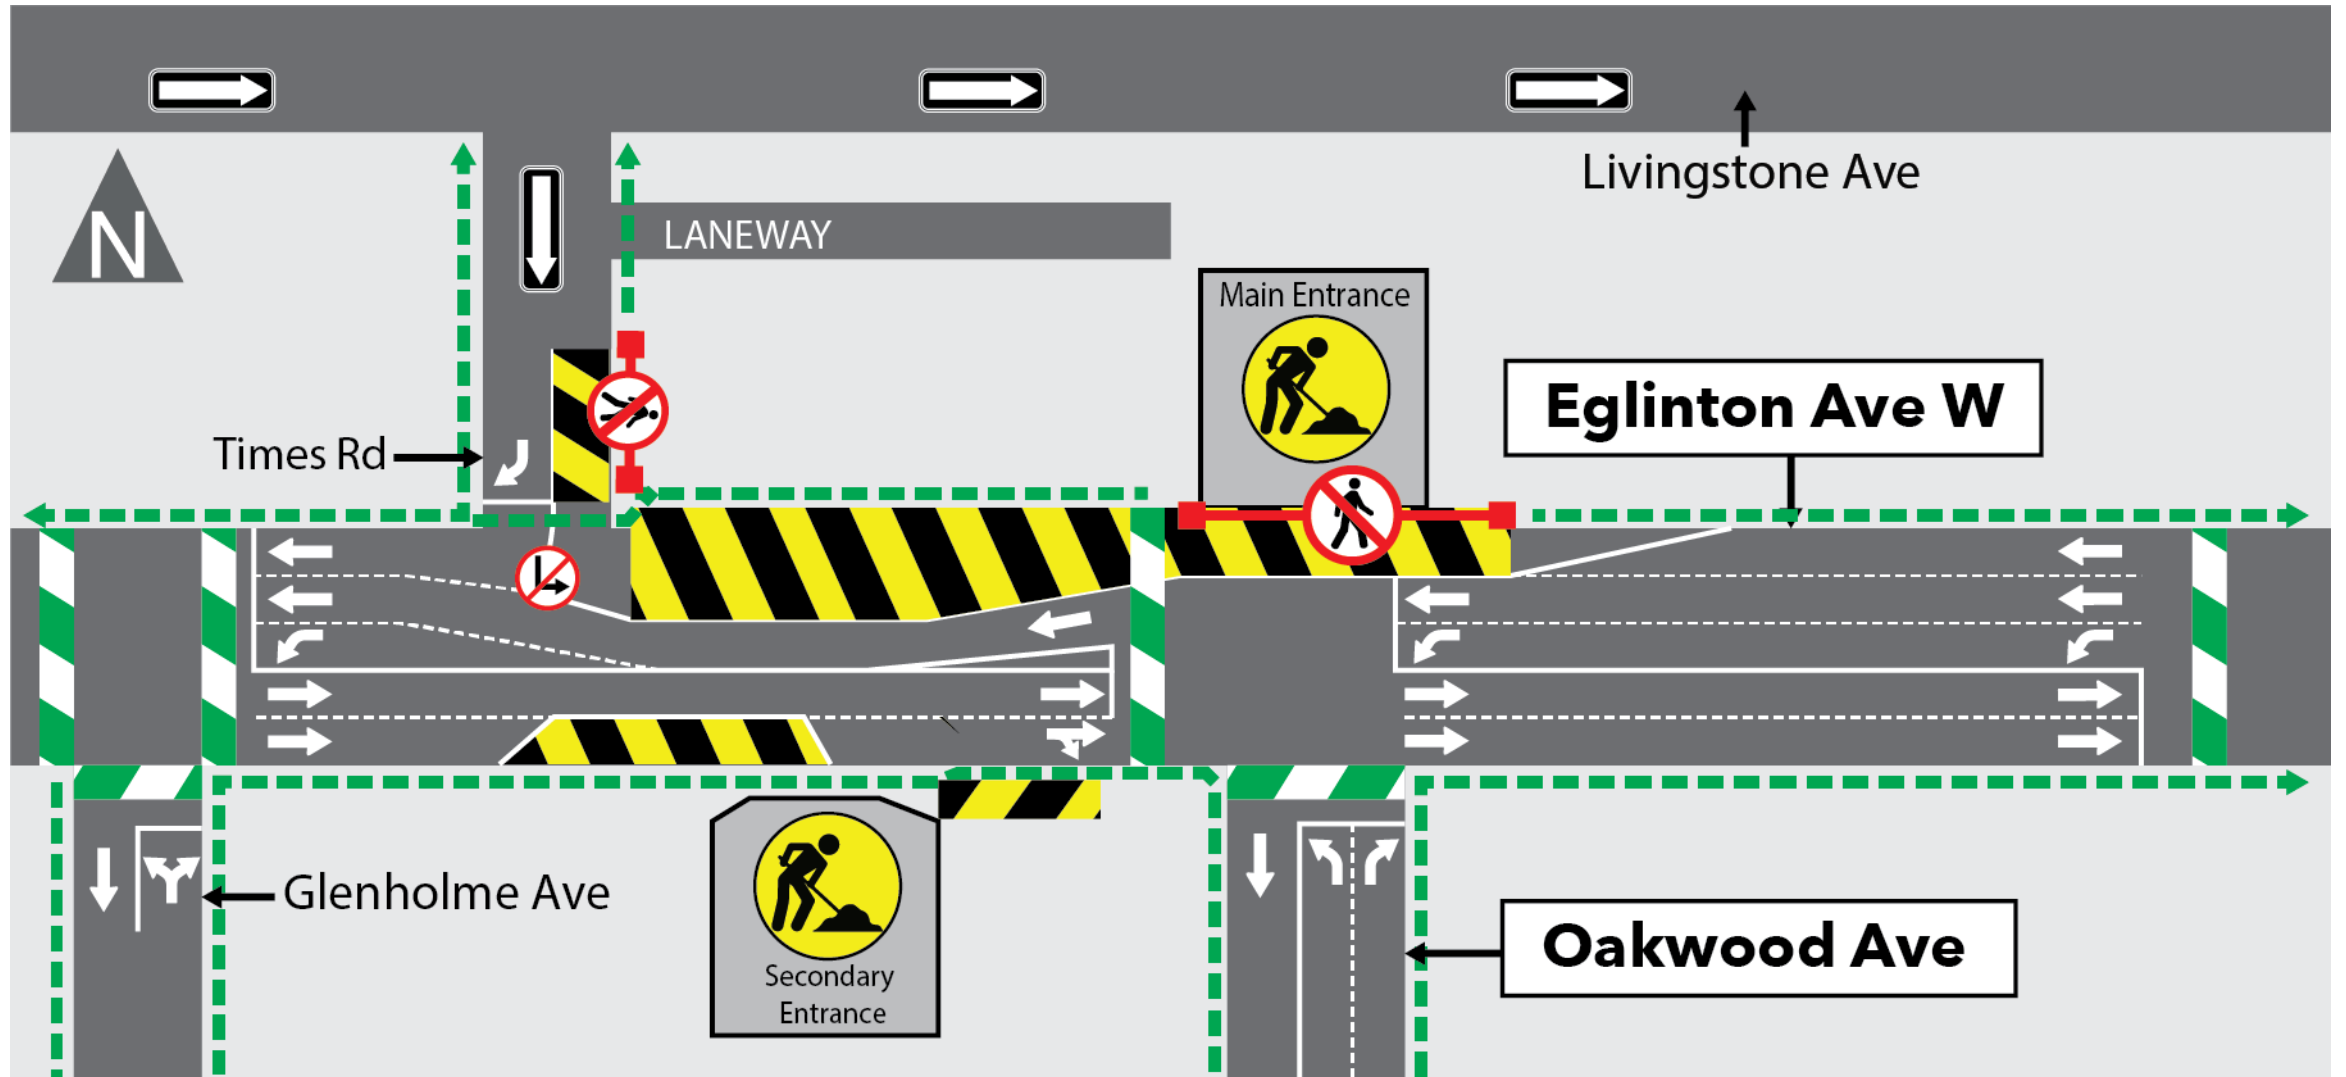 Livingstone Ave
N
LANEWAY
Main Entrance
Eglinton Ave W
Times Rd
Glenholme Ave
Oakwood Ave
Secondary
Entrance